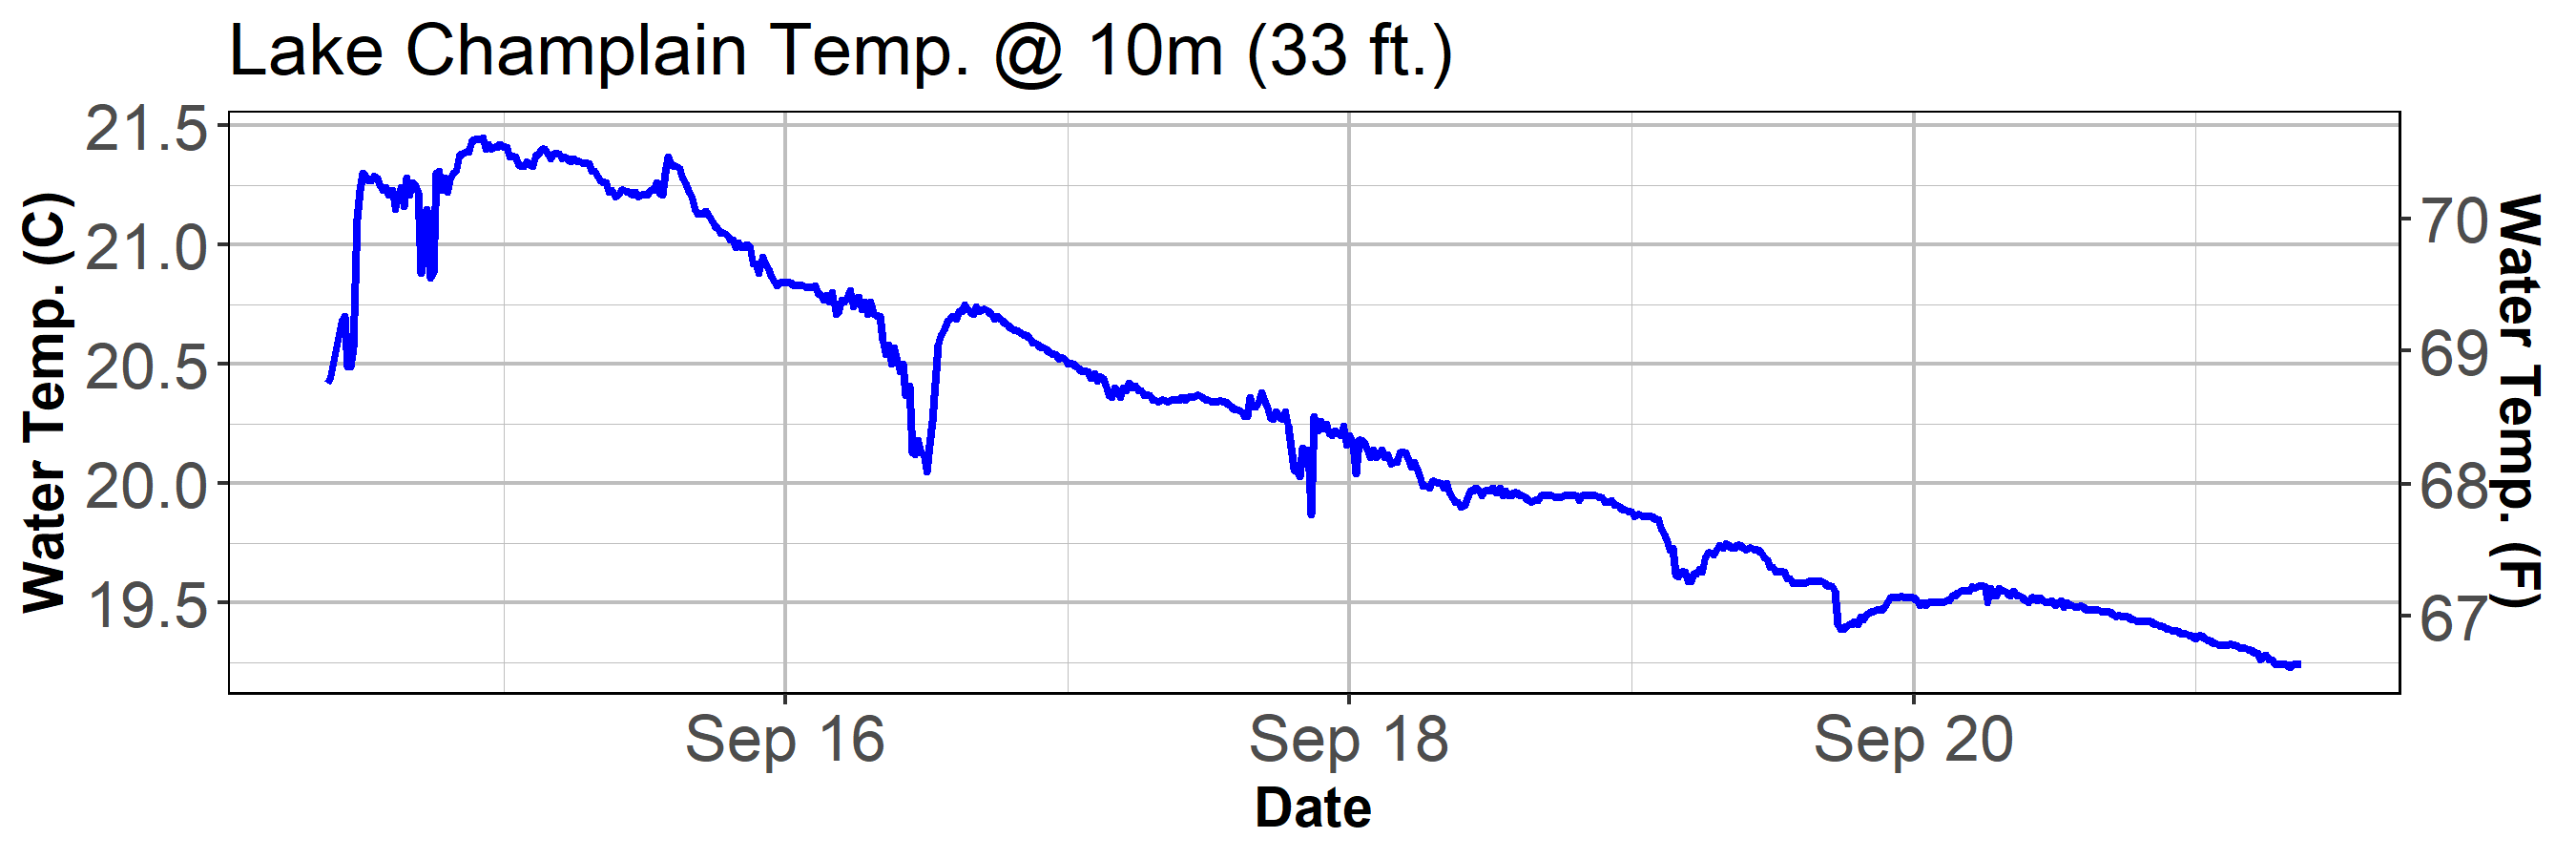 Lake Champlain Temp. @ 10m (33 ft.)
Water Temp. (C)
21.5
21.0
20.5
20.0
19.5
70
69
68
67
Water Temp. (F)
Sep 16 Sep 18 Sep 20
Date